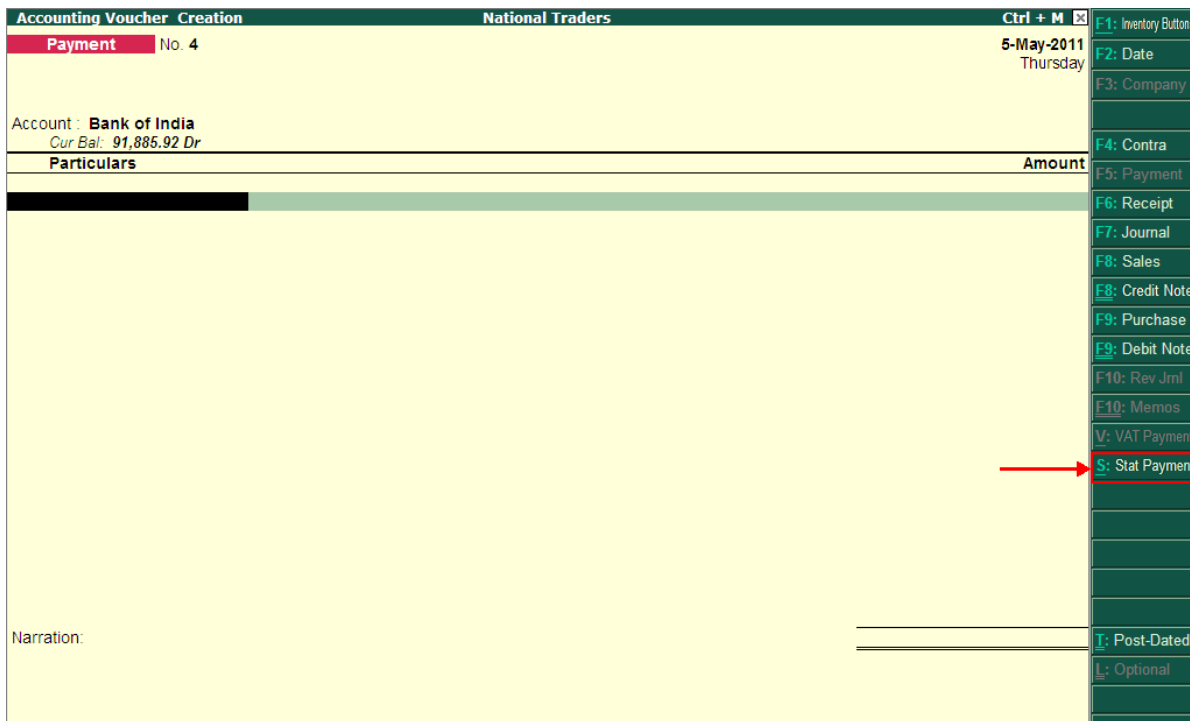 Accounting Voucher Creation National Traders Ctrl + M
Payment No. 4 5-May-2011
Thursday
Account : Bank of India
Cur Bal: 91,885.92 Dr
Particulars Amount
Narration:
F1: Inventory Button
F2: Date
F3: Company
F4: Contra
F5: Payment
F6: Receipt
F7: Journal
F8: Sales
F8: Credit Note
F9: Purchase
F9: Debit Note
F10: Rev Jrnl
F10: Memos
V: VAT Paymen
S: Stat Paymen
T: Post-Dated
L: Optional